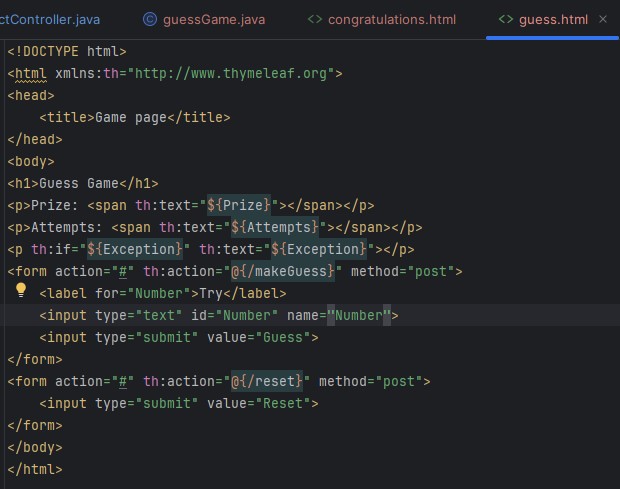 ctController.java guessGame.java congratulations.html guess.html
<!DOCTYPE html>
<html xmlns:th="http://www.thymeleaf.org">
<head>
    <title>Game page</title>
</head>
<body>
<h1>Guess Game</h1>
<p>Prize: <span th:text="${Prize}"></span></p>
<p>Attempts: <span th:text="${Attempts}"></span></p>
<p th:if="${Exception}" th:text="${Exception}"></p>
<form action="#" th:action="@{/makeGuess}" method="post">
    <label for="Number">Try</label>
    <input type="text" id="Number" name="Number">
    <input type="submit" value="Guess">
</form>
<form action="#" th:action="@{/reset}" method="post">
    <input type="submit" value="Reset">
</form>
</body>
</html>